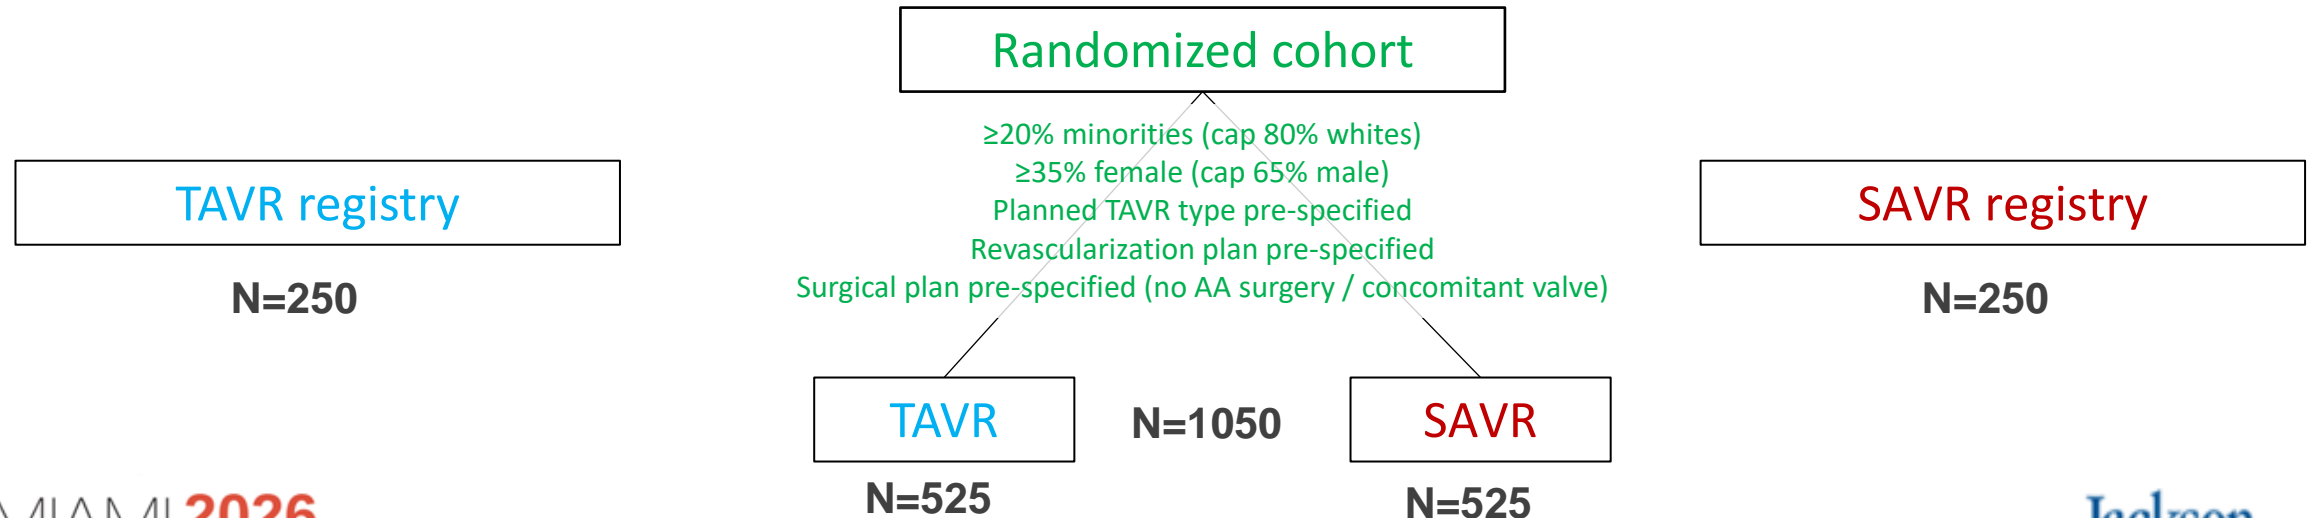 Randomized cohort
≥20% minorities (cap 80% whites)
≥35% female (cap 65% male)
Planned TAVR type pre-specified
Revascularization plan pre-specified
Surgical plan pre-specified (no AA surgery / concomitant valve)
TAVR registry
N=250
SAVR registry
N=250
TAVR
N=1050
SAVR
N=525
N=525
MIAMI 2026
Jackson